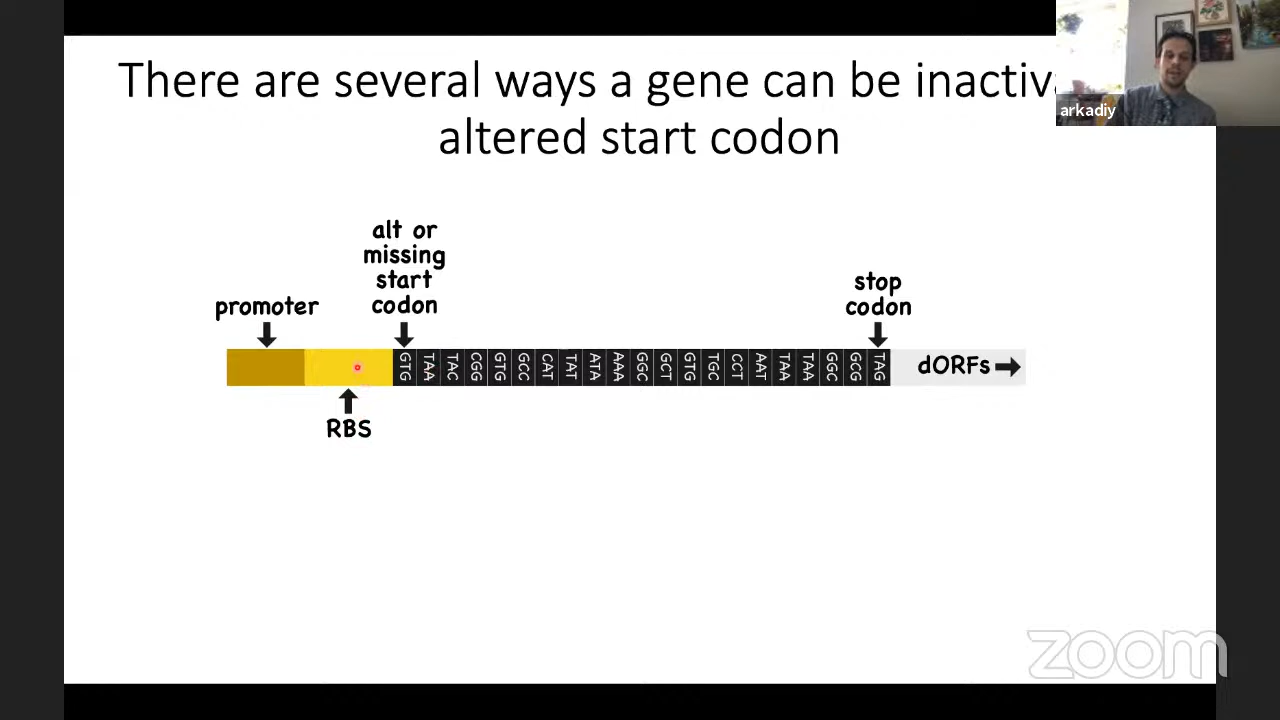 There are several ways a gene can be inactiva
altered start codon
arkadiy
alt or
missing
start
codon
promoter
stop
codon
GTG TAA TAC CGG GTG GCC CAT TAT ATA AAA GGC GCT GTG TGC CCT AAT TAA TAA GGC GCG TAG
dORFs
RBS
zoom